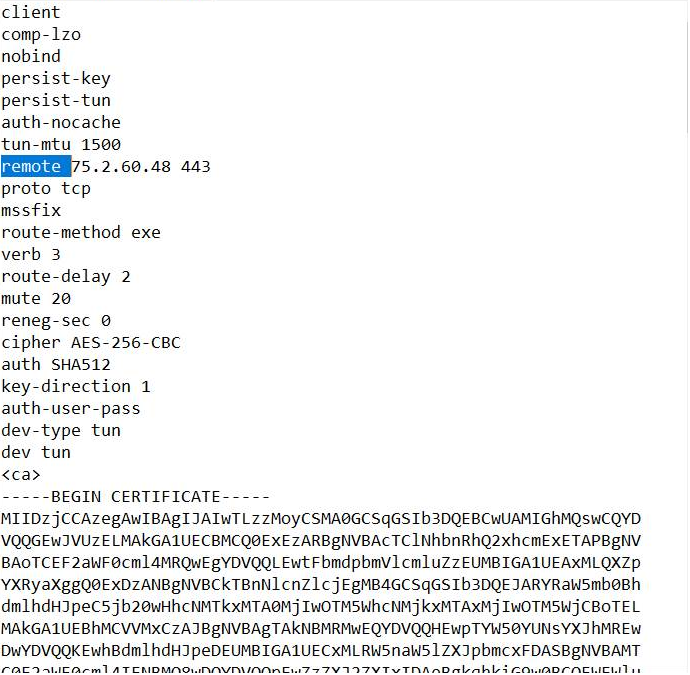 client
comp-lzo
nobind
persist-key
persist-tun
auth-nocache
tun-mtu 1500
remote 75.2.60.48 443
proto tcp
mssfix
route-method exe
verb 3
route-delay 2
mute 20
reneg-sec 0
cipher AES-256-CBC
auth SHA512
key-direction 1
auth-user-pass
dev-type tun
dev tun
<ca>
-----BEGIN CERTIFICATE-----
MIIDzjCCAzegAwIBAgIJAIwTLzzMoyCSMA0GCSqGSIb3DQEBCwUAMIGhMQswCQYD
VQQGEwJVUzELMAkGA1UECBMCQ0ExEzARBgNVBAcTClNhbnRhQ2xhcmExETAPBgNV
BAoTCEF2aWF0cml4MRQwEgYDVQQLEwtFbmdpbmVlcmluZzEUMBIGA1UEAxMLQXZp
YXRyaXggQ0ExDzANBgNVBCkTBnNlcnZlcjEgMB4GCSqGSIb3DQEJARYRaW5mb0Bh
dmlhdHJpeC5jb20wHhcNMTkxMTA0MjIwOTM5WhcNMjkxMTAxMjIwOTM5WjCBoTEL
MAkGA1UEBhMCVVMxCzAJBgNVBAgTAkNBMRMwEQYDVQQHEwpTYW50YUNsYXJhMREw
DwYDVQQKEwhBdmlhdHJpeDEUMBIGA1UECxMLRW5naW5lZXJpbmcxFDASBgNVBAMT